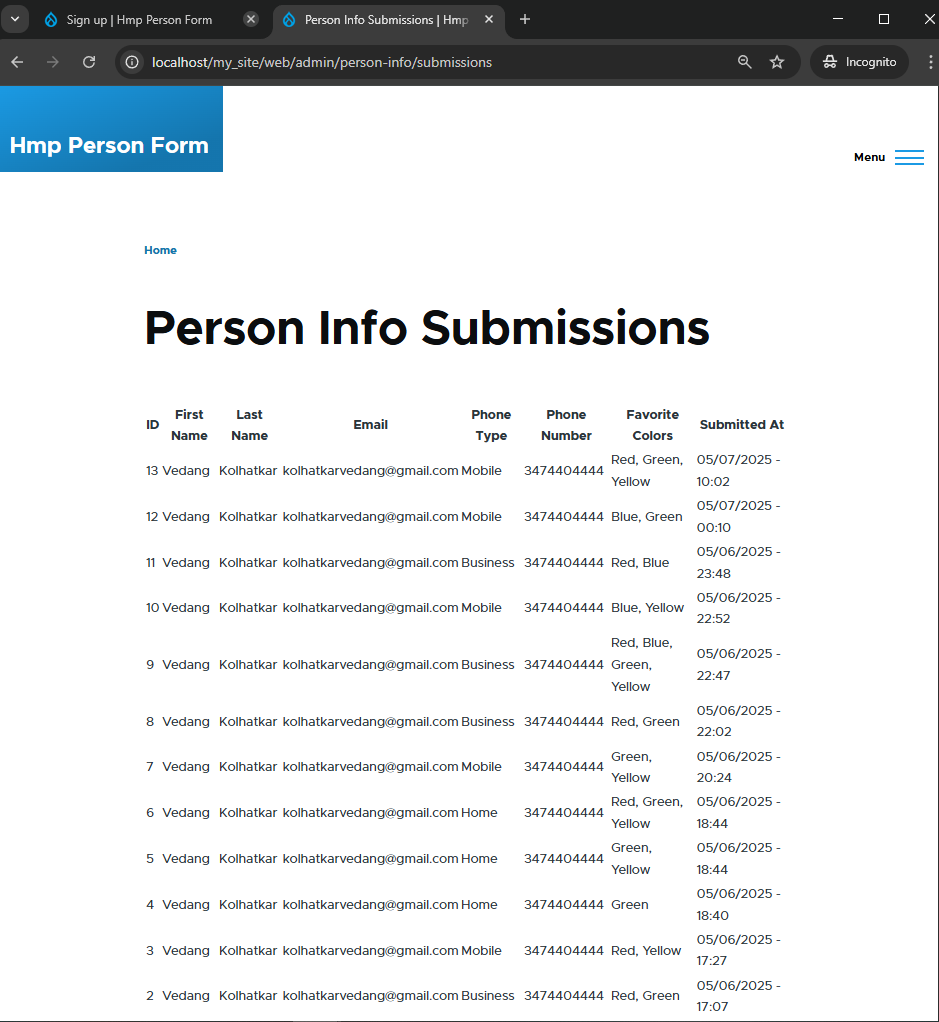 Sign up | Hmp Person Form
Person Info Submissions | Hmp
localhost/my_site/web/admin/person-info/submissions
Incognito
Hmp Person Form
Menu
Home
Person Info Submissions
ID First Name Last Name Email Phone Type Phone Number Favorite Colors Submitted At
13 Vedang Kolhatkar kolhatkarvedang@gmail.com Mobile 3474404444 Red, Green, Yellow 05/07/2025 - 10:02
12 Vedang Kolhatkar kolhatkarvedang@gmail.com Mobile 3474404444 Blue, Green 05/07/2025 - 00:10
11 Vedang Kolhatkar kolhatkarvedang@gmail.com Business 3474404444 Red, Blue 05/06/2025 - 23:48
10 Vedang Kolhatkar kolhatkarvedang@gmail.com Mobile 3474404444 Blue, Yellow 05/06/2025 - 22:52
9 Vedang Kolhatkar kolhatkarvedang@gmail.com Business 3474404444 Red, Blue, Green, Yellow 05/06/2025 - 22:47
8 Vedang Kolhatkar kolhatkarvedang@gmail.com Business 3474404444 Red, Green 05/06/2025 - 22:02
7 Vedang Kolhatkar kolhatkarvedang@gmail.com Mobile 3474404444 Green, Yellow 05/06/2025 - 20:24
6 Vedang Kolhatkar kolhatkarvedang@gmail.com Home 3474404444 Red, Green, Yellow 05/06/2025 - 18:44
5 Vedang Kolhatkar kolhatkarvedang@gmail.com Home 3474404444 Green, Yellow 05/06/2025 - 18:44
4 Vedang Kolhatkar kolhatkarvedang@gmail.com Home 3474404444 Green 05/06/2025 - 18:40
3 Vedang Kolhatkar kolhatkarvedang@gmail.com Mobile 3474404444 Red, Yellow 05/06/2025 - 17:27
2 Vedang Kolhatkar kolhatkarvedang@gmail.com Business 3474404444 Red, Green 05/06/2025 - 17:07